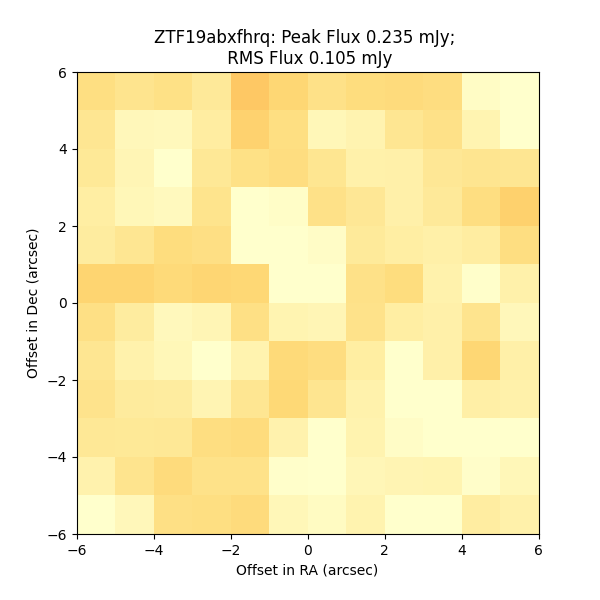 ZTF19abxfhrq: Peak Flux 0.235 mJy;
RMS Flux 0.105 mJy
6
4
2
0
−2
−4
−6
Offset in Dec (arcsec)
−6 −4 −2 0 2 4 6
Offset in RA (arcsec)